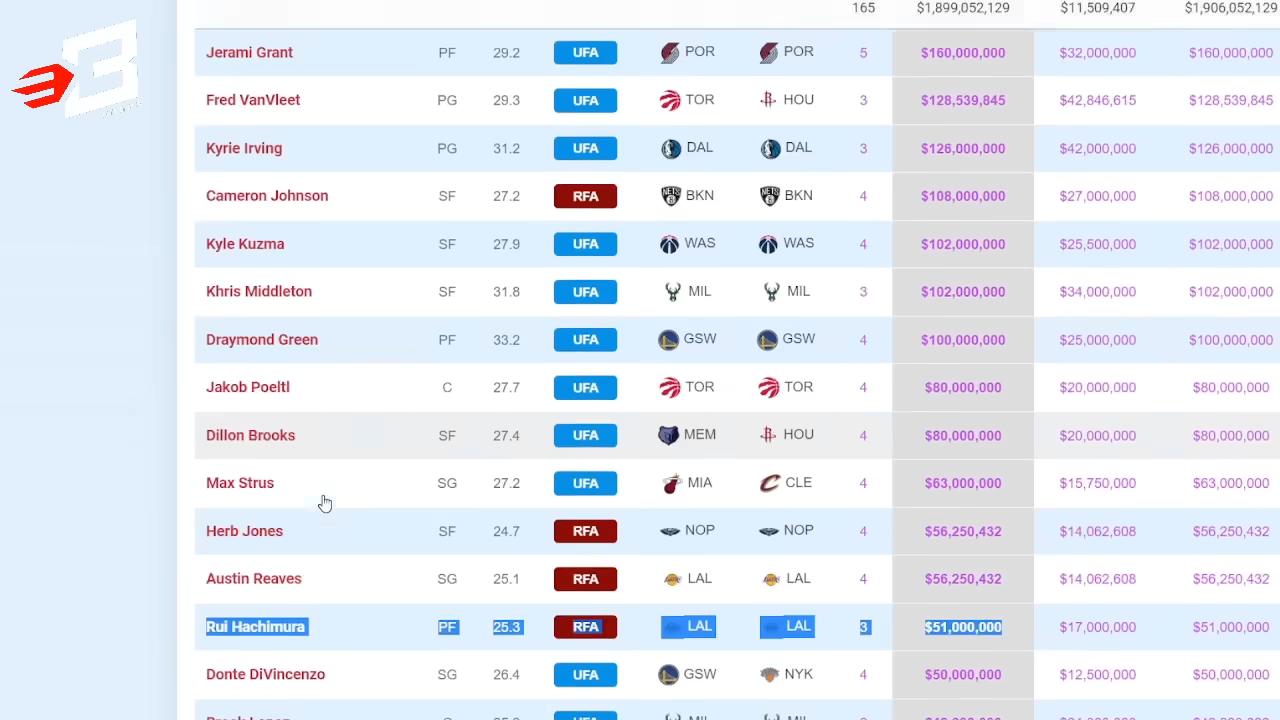 165 $1,899,052,129 $11,509,407 $1,906,052,129
Jerami Grant PF 29.2 UFA POR POR 5 $160,000,000 $32,000,000 $160,000,000
Fred VanVleet PG 29.3 UFA TOR HOU 3 $128,539,845 $42,846,615 $128,539,845
Kyrie Irving PG 31.2 UFA DAL DAL 3 $126,000,000 $42,000,000 $126,000,000
Cameron Johnson SF 27.2 RFA BKN BKN 4 $108,000,000 $27,000,000 $108,000,000
Kyle Kuzma SF 27.9 UFA WAS WAS 4 $102,000,000 $25,500,000 $102,000,000
Khris Middleton SF 31.8 UFA MIL MIL 3 $102,000,000 $34,000,000 $102,000,000
Draymond Green PF 33.2 UFA GSW GSW 4 $100,000,000 $25,000,000 $100,000,000
Jakob Poeltl C 27.7 UFA TOR TOR 4 $80,000,000 $20,000,000 $80,000,000
Dillon Brooks SF 27.4 UFA MEM HOU 4 $80,000,000 $20,000,000 $80,000,000
Max Strus SG 27.2 UFA MIA CLE 4 $63,000,000 $15,750,000 $63,000,000
Herb Jones SF 24.7 RFA NOP NOP 4 $56,250,432 $14,062,608 $56,250,432
Austin Reaves SG 25.1 RFA LAL LAL 4 $56,250,432 $14,062,608 $56,250,432
Rui Hachimura PF 25.3 RFA LAL LAL 3 $51,000,000 $17,000,000 $51,000,000
Donte DiVincenzo SG 26.4 UFA GSW NYK 4 $50,000,000 $12,500,000 $50,000,000